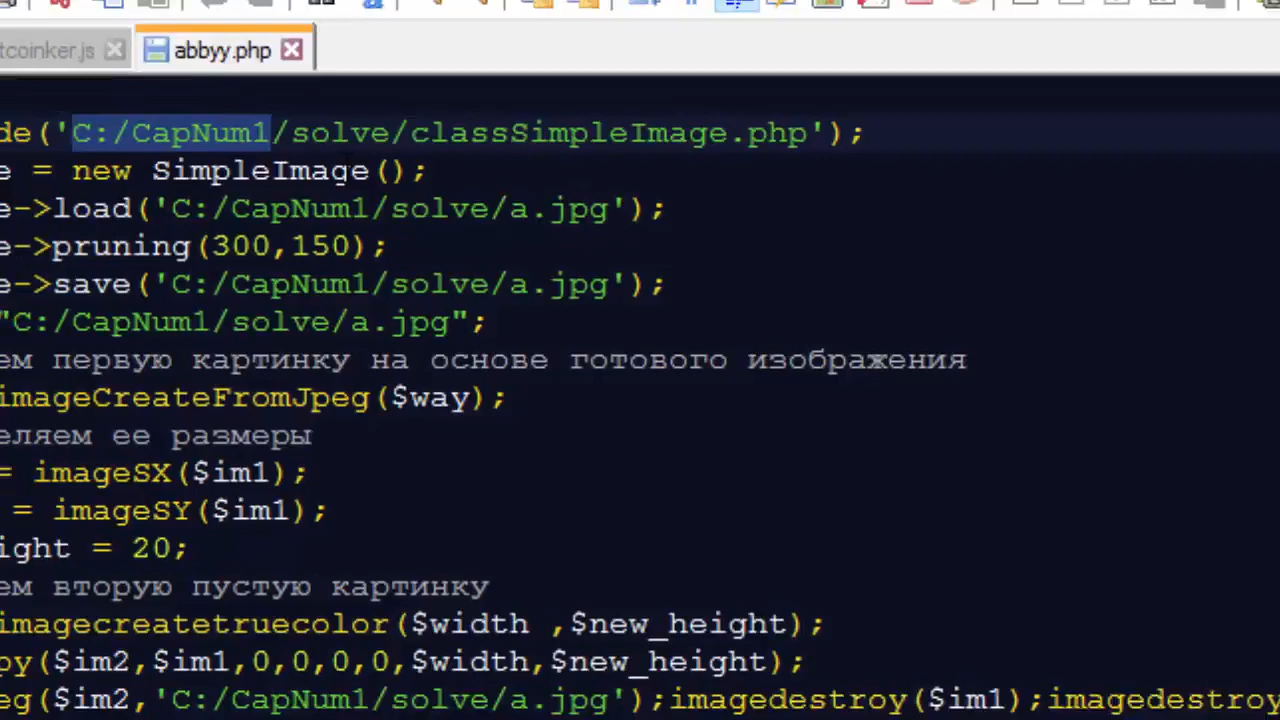 tcoinker.js abbyy.php
de('C:/CapNum1/solve/classSimpleImage.php');
e = new SimpleImage();
e->load('C:/CapNum1/solve/a.jpg');
e->pruning(300,150);
e->save('C:/CapNum1/solve/a.jpg');
"C:/CapNum1/solve/a.jpg";
ем первую картинку на основе готового изображения
imageCreateFromJpeg($way);
еляем ее размеры
= imageSX($im1);
= imageSY($im1);
ight = 20;
ем вторую пустую картинку
imagecreatetruecolor($width ,$new_height);
py($im2,$im1,0,0,0,0,$width,$new_height);
eg($im2,'C:/CapNum1/solve/a.jpg');imagedestroy($im1);imagedestroy